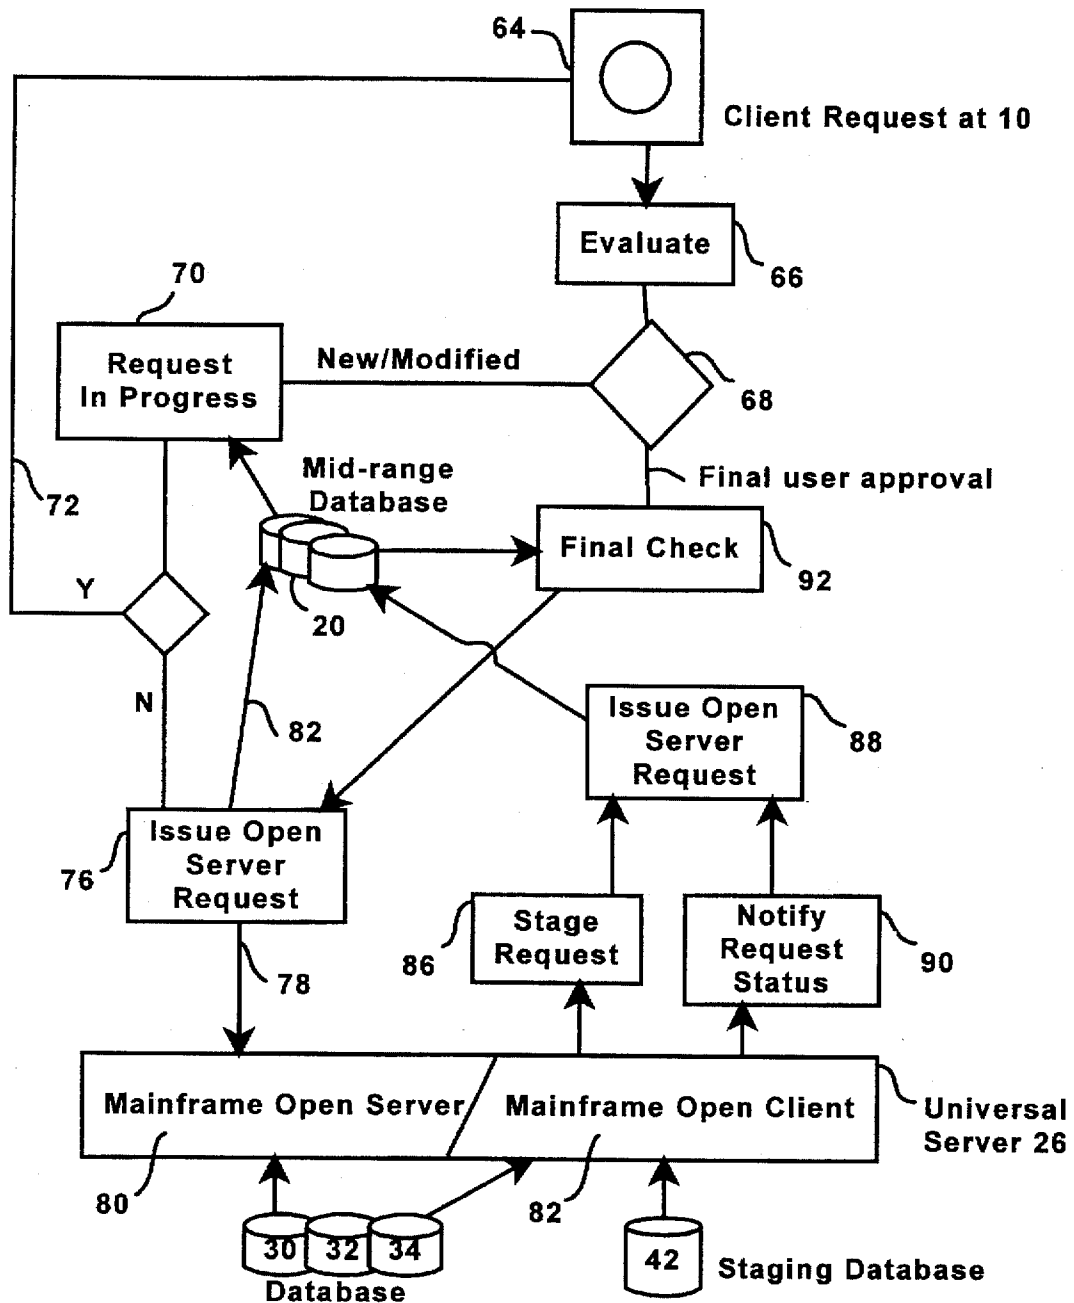 64
Client Request at 10
Evaluate
66
70
Request
In Progress
New/Modified
68
72
Mid-range
Database
Final user approval
Final Check
92
Y
20
N
82
Issue Open
Server
Request
88
76
Issue Open
Server
Request
78
86
Stage
Request
Notify
Request
Status
90
Mainframe Open Server
Mainframe Open Client
Universal
Server 26
80
82
30
32
34
Database
42
Staging Database